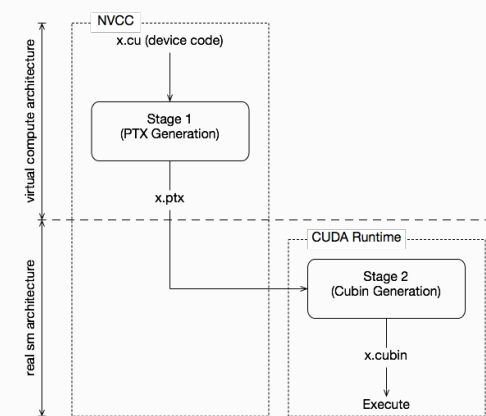 NVCC
x.cu (device code)
Stage 1
(PTX Generation)
x.ptx
virtual compute architecture
CUDA Runtime
Stage 2
(Cubin Generation)
x.cubin
Execute
real sm architecture